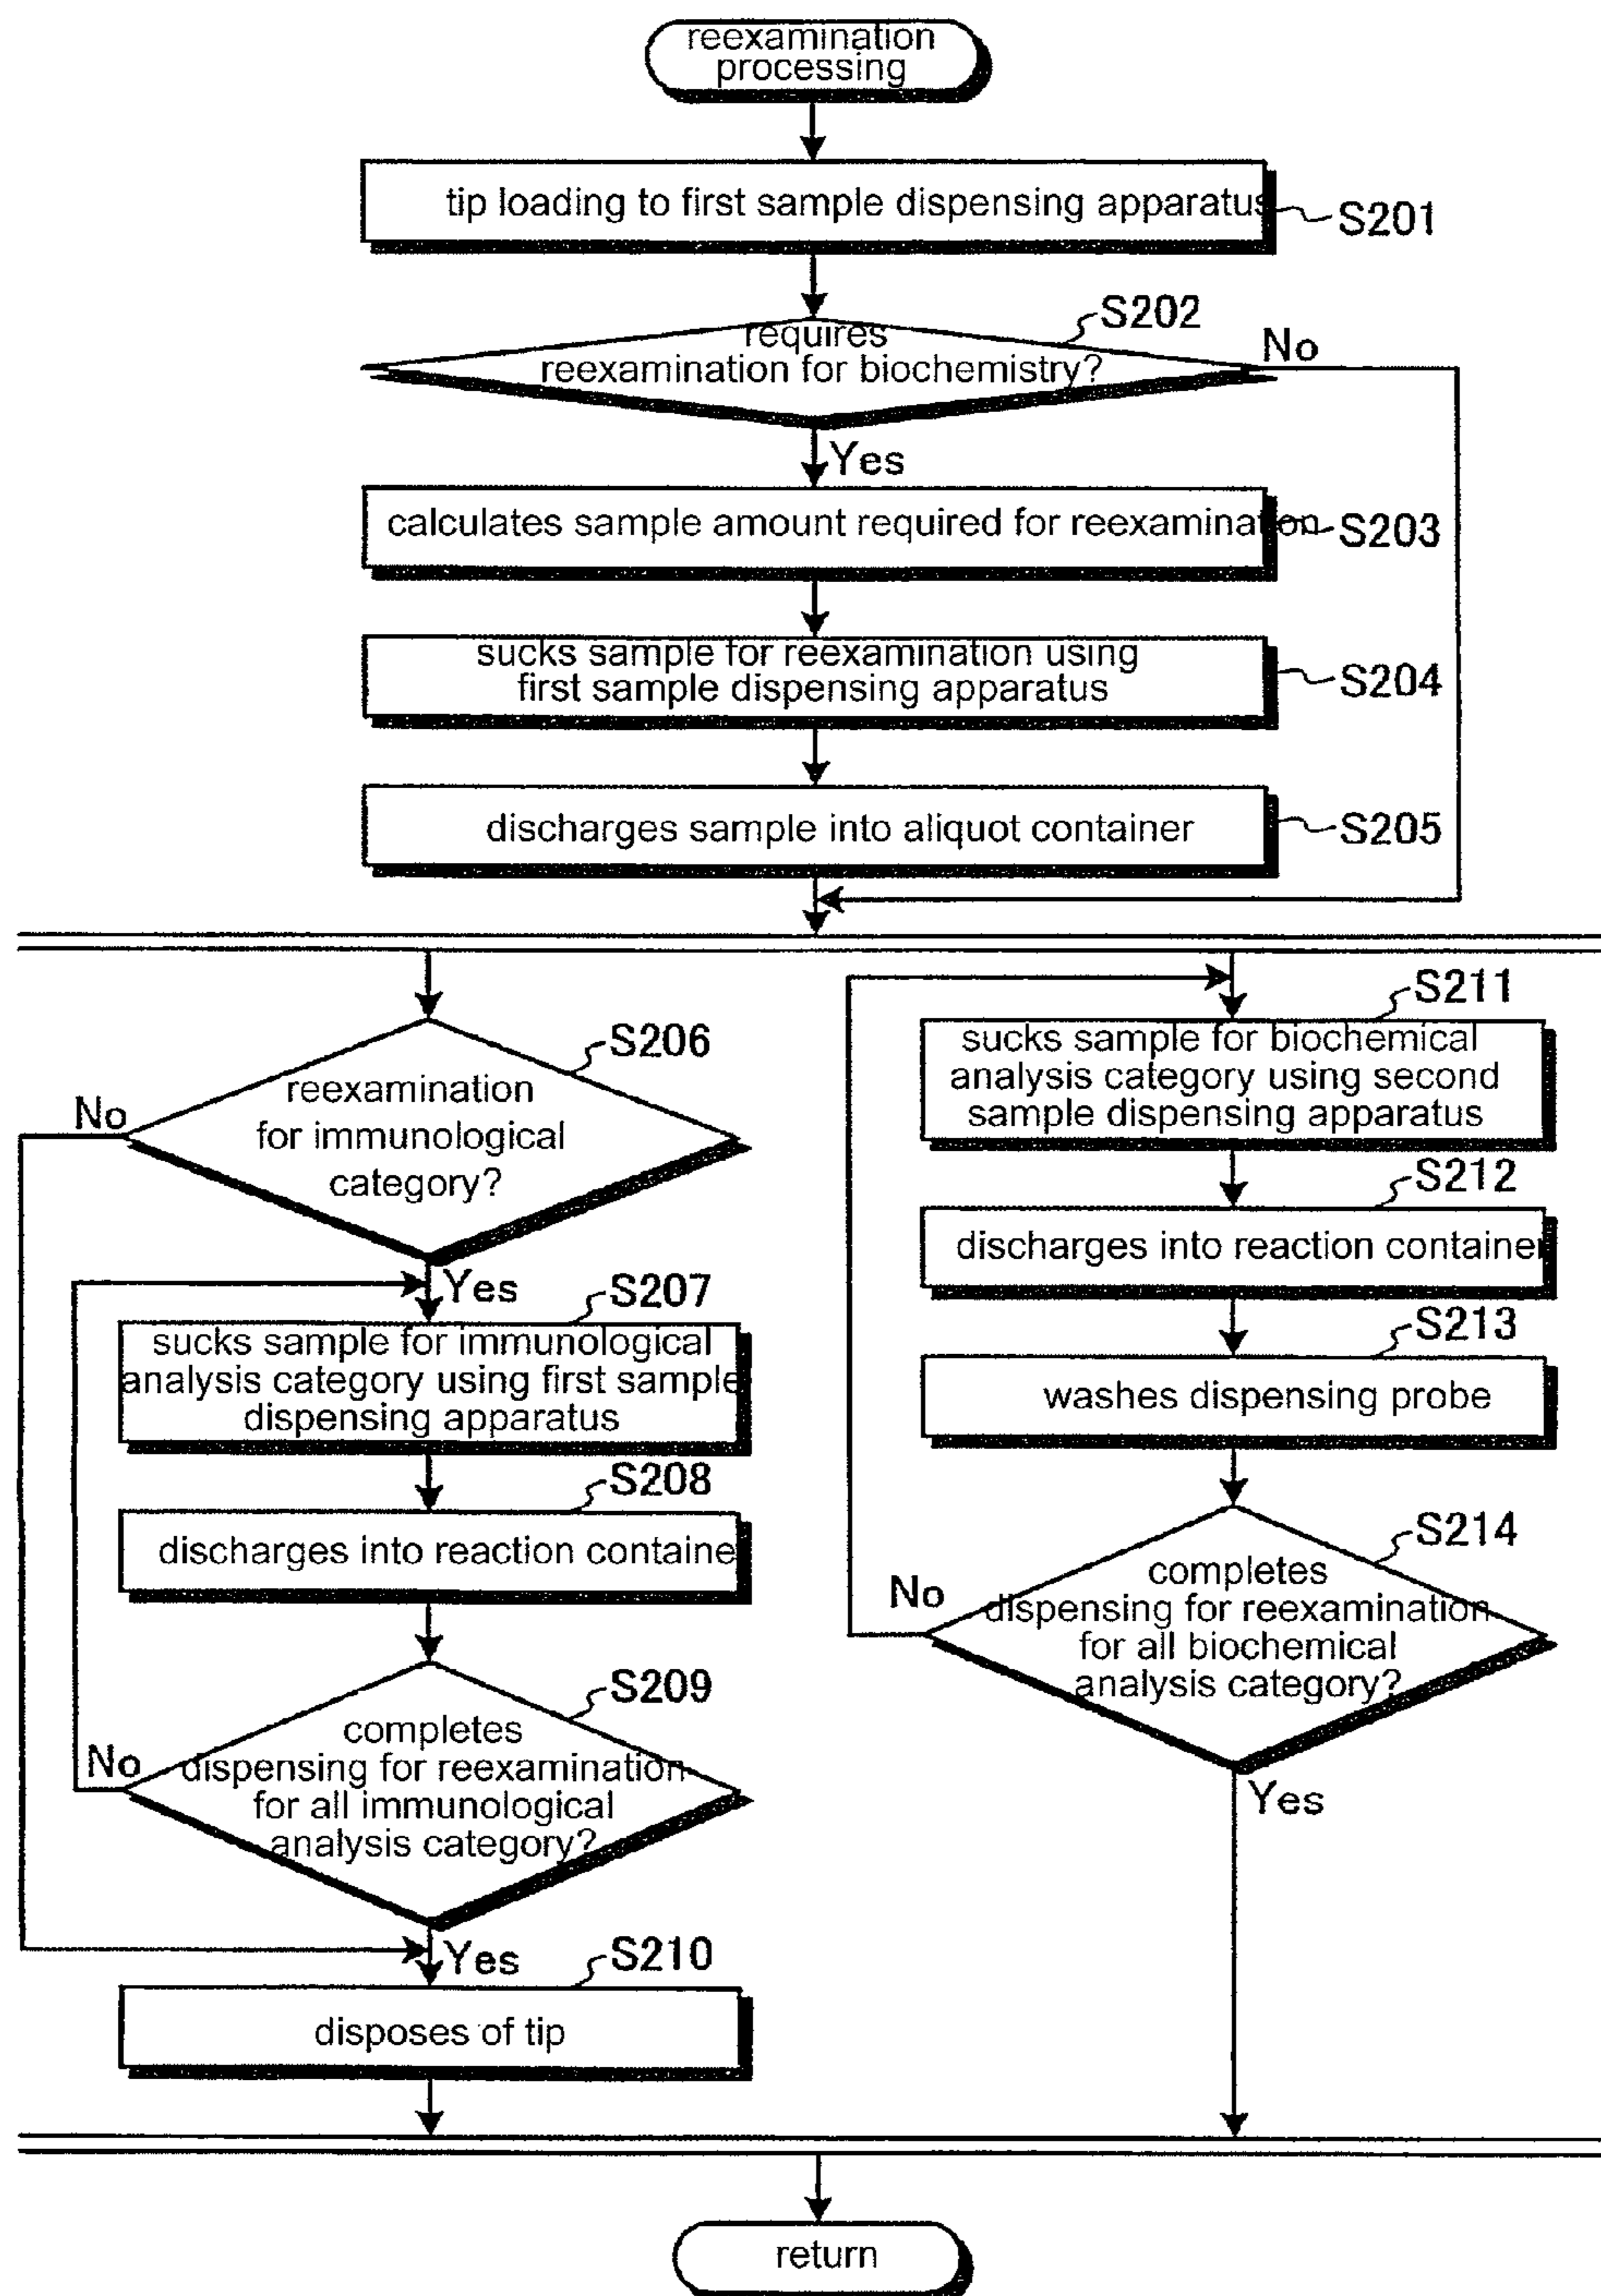 reexamination
processing
tip loading to first sample dispensing apparatus
S201
S202
requires
reexamination for biochemistry?
No
Yes
calculates sample amount required for reexamination
S203
sucks sample for reexamination using
first sample dispensing apparatus
S204
discharges sample into aliquot container
S205
S206
reexamination
for immunological
category?
No
Yes
S207
sucks sample for immunological
analysis category using first sample
dispensing apparatus
S208
discharges into reaction containe
S209
completes
dispensing for reexamination
for all immunological
analysis category?
No
Yes
S210
disposes of tip
S211
sucks sample for biochemical
analysis category using second
sample dispensing apparatus
S212
discharges into reaction container
S213
washes dispensing probe
S214
completes
dispensing for reexamination
for all biochemical
analysis category?
No
Yes
return